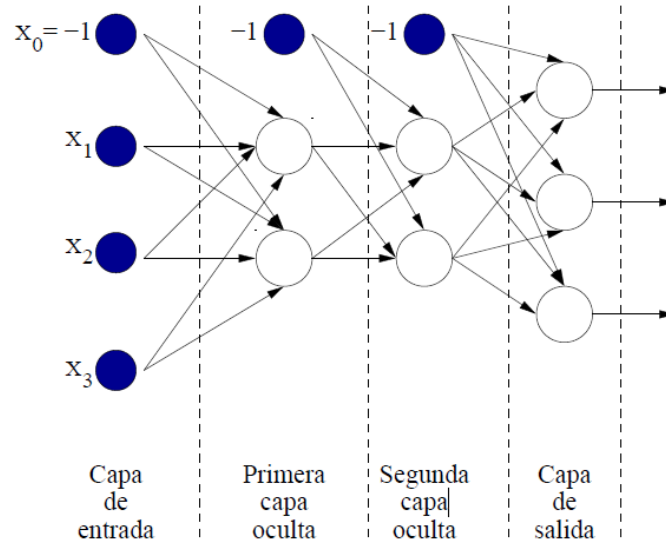 x0= −1
−1
−1
x1
x2
x3
Capa
de
entrada
Primera
capa
oculta
Segunda
capa
oculta
Capa
de
salida